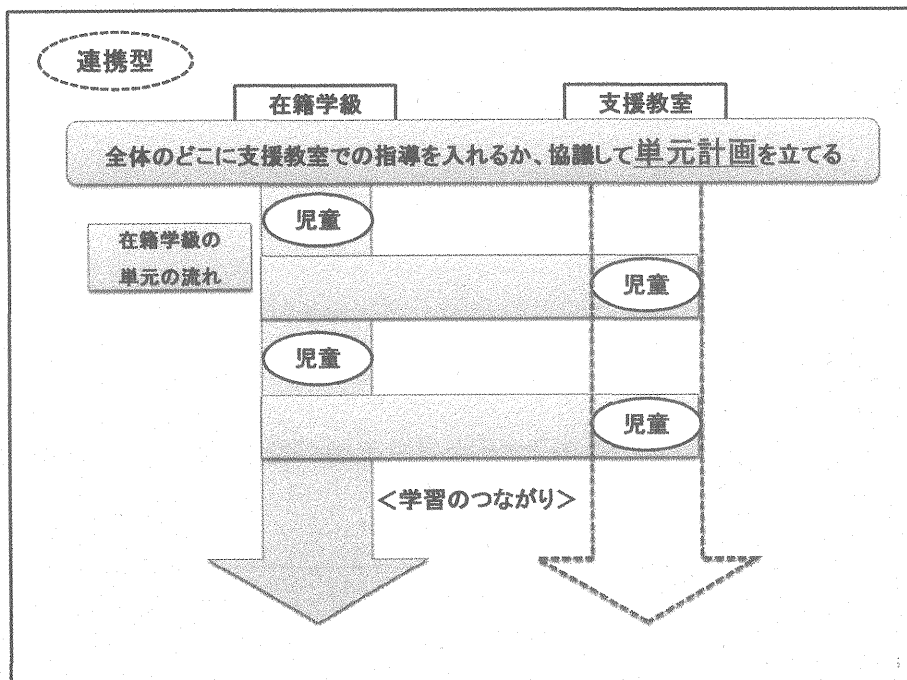 連携型
在籍学級
支援教室
全体のどこに支援教室での指導を入れるか、協議して単元計画を立てる
児童
在籍学級の
単元の流れ
児童
児童
児童
＜学習のつながり＞